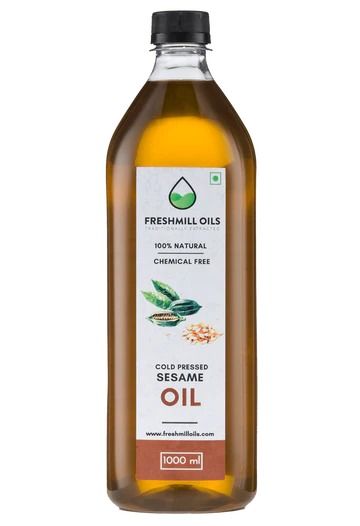 FRESHMILL OILS
TRADITIONALLY EXTRACTED
100% NATURAL
CHEMICAL FREE
COLD PRESSED
SESAME
OIL
www.freshmilloils.com
1000 ml